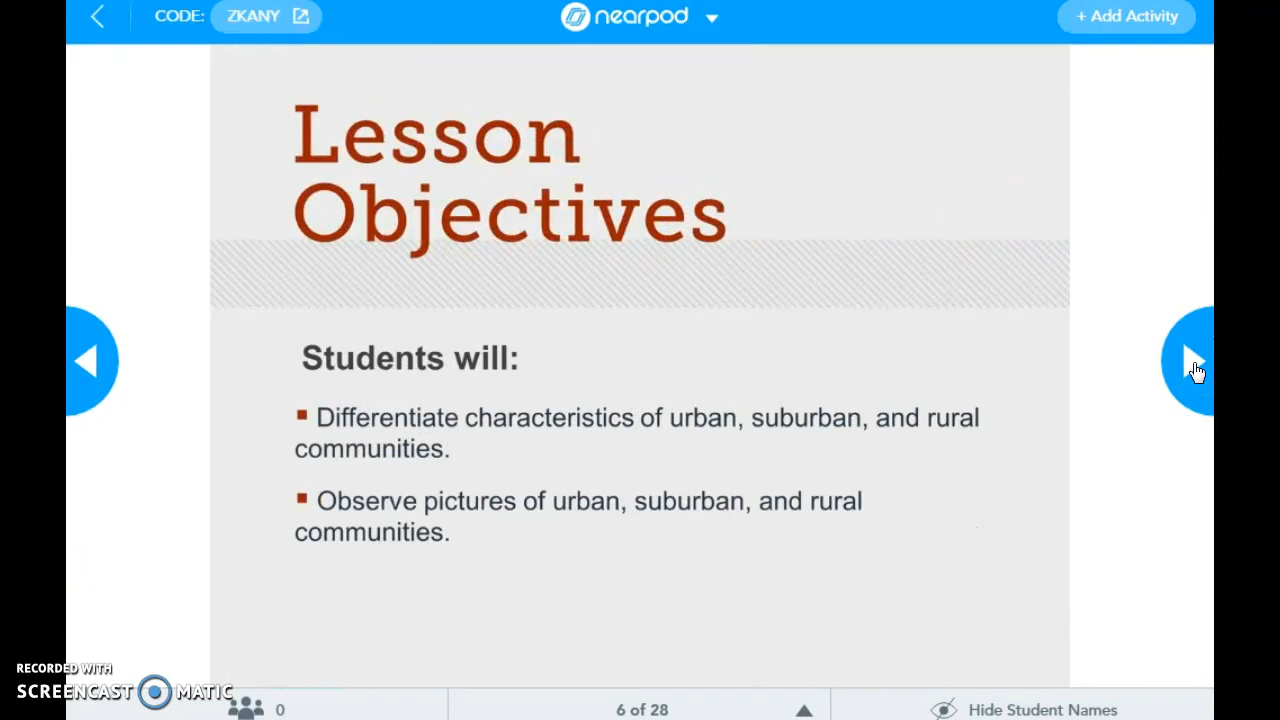 CODE: ZKANY
nearpod
+ Add Activity
Lesson
Objectives
Students will:
▪ Differentiate characteristics of urban, suburban, and rural
communities.
▪ Observe pictures of urban, suburban, and rural
communities.
RECORDED WITH
SCREENCAST MATIC
0
6 of 28
Hide Student Names